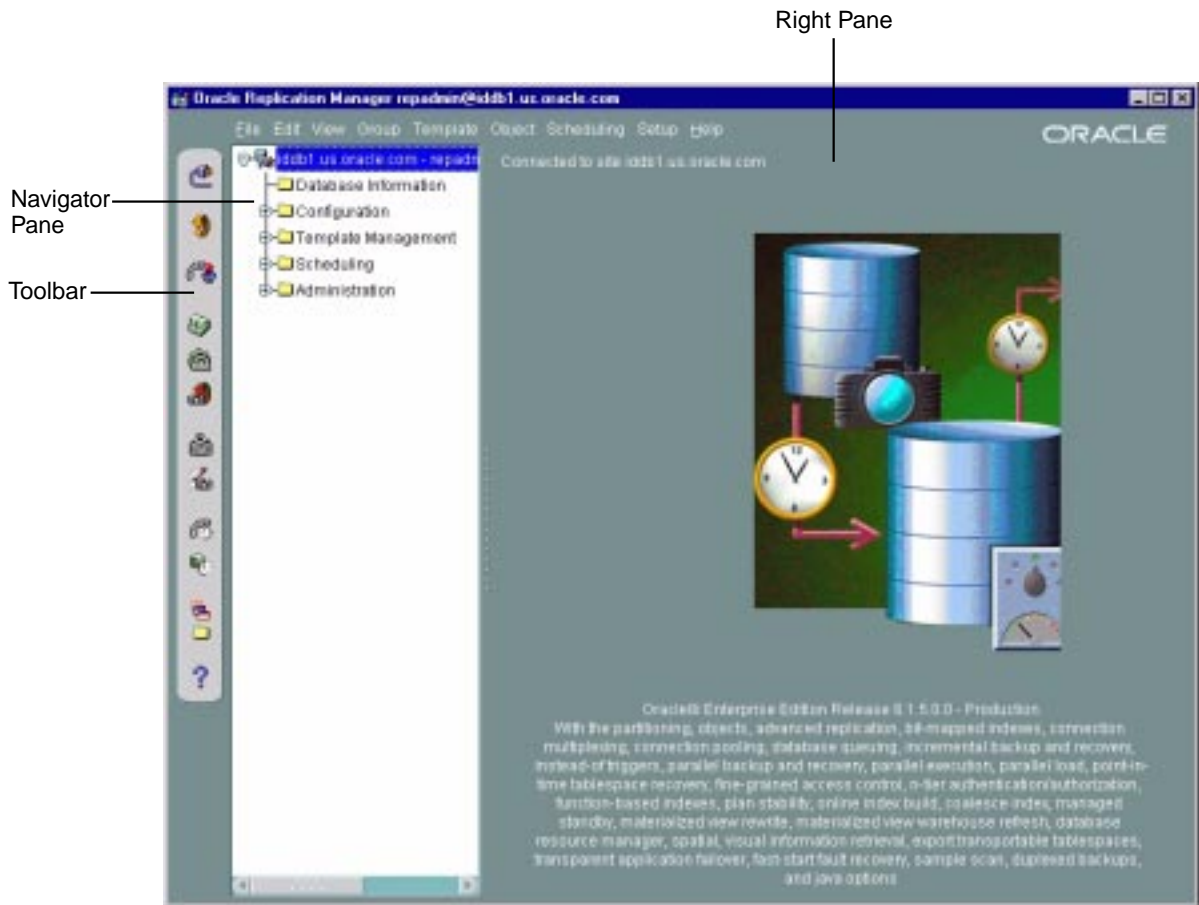 Right Pane
Oracle Replication Manager repadmin@iddb1.us.oracle.com
File Edit View Group Template Object Scheduling Setup Help
ORACLE
iddb1.us.oracle.com - repadm
Connected to site iddb1.us.oracle.com
Database Information
Navigator
Pane
Configuration
Template Management
Scheduling
Toolbar
Administration
Oracle8i Enterprise Edition Release 8.1.5.0.0 - Production
With the partitioning, objects, advanced replication, bit-mapped indexes, connection
multiplexing, connection pooling, database queuing, incremental backup and recovery,
instead-of triggers, parallel backup and recovery, parallel execution, parallel load, point-in-
time tablespace recovery, fine-grained access control, n-tier authentication/authorization,
function-based indexes, plan stability, online index build, coalesce index, managed
standby, materialized view rewrite, materialized view warehouse refresh, database
resource manager, spatial, visual information retrieval, export transportable tablespaces,
transparent application failover, fast-start fault recovery, sample scan, duplexed backups,
and java options